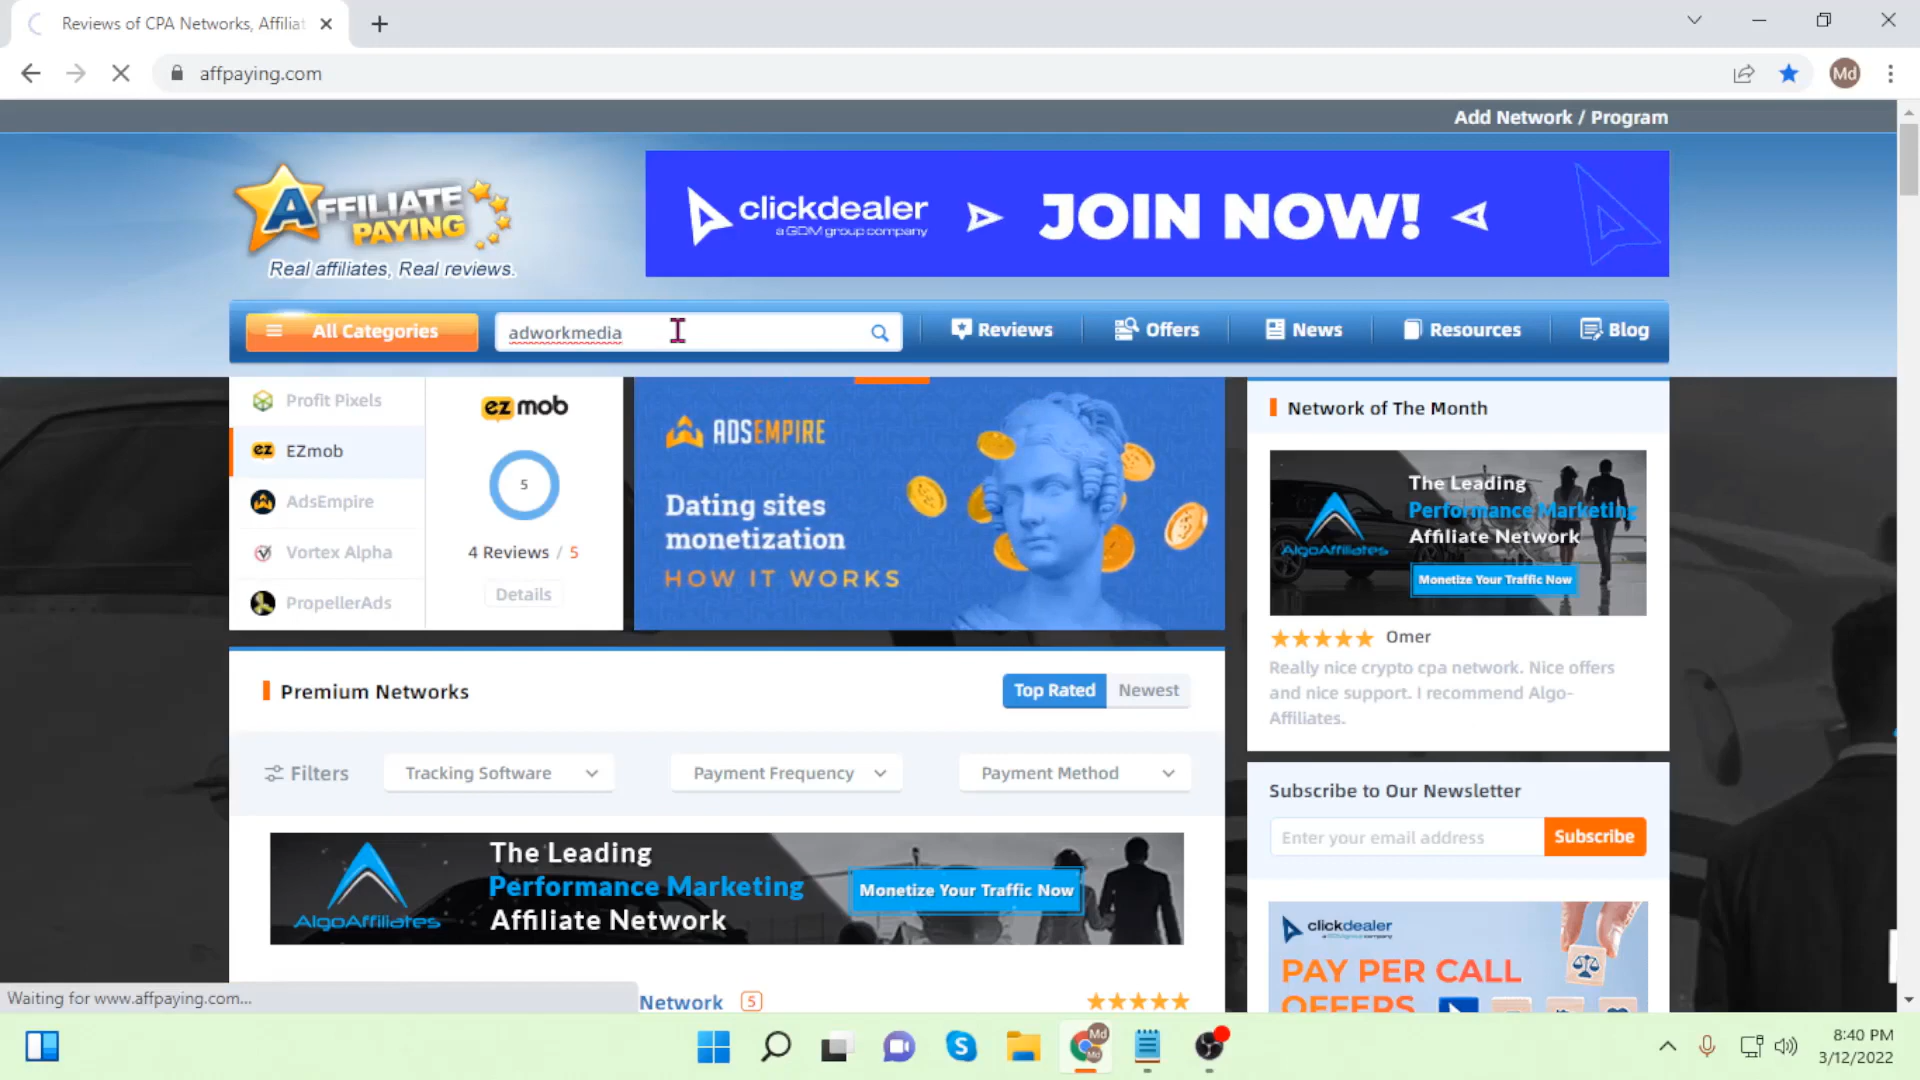 Reviews of CPA Networks, Affiliat
affpaying.com
Md
Add Network / Program
AFFILIATE
PAYING
Real affiliates, Real reviews.
clickdealer
a GDM group company
JOIN NOW!
All Categories
adworkmedia
Reviews
Offers
News
Resources
Blog
Profit Pixels
EZmob
AdsEmpire
Vortex Alpha
PropellerAds
ez mob
5
4 Reviews / 5
Details
ADSEMPIRE
Dating sites
monetization
HOW IT WORKS
Network of The Month
The Leading
Performance Marketing
Affiliate Network
AlgoAffiliates
Monetize Your Traffic Now
Omer
Really nice crypto cpa network. Nice offers
and nice support. I recommend Algo-
Affiliates.
Premium Networks
Top Rated
Newest
Filters
Tracking Software
Payment Frequency
Payment Method
The Leading
Performance Marketing
Affiliate Network
AlgoAffiliates
Monetize Your Traffic Now
Subscribe to Our Newsletter
Enter your email address
Subscribe
clickdealer
PAY PER CALL
OFFERS
Network 5
Waiting for www.affpaying.com...
Md
Md
8:40 PM
3/12/2022